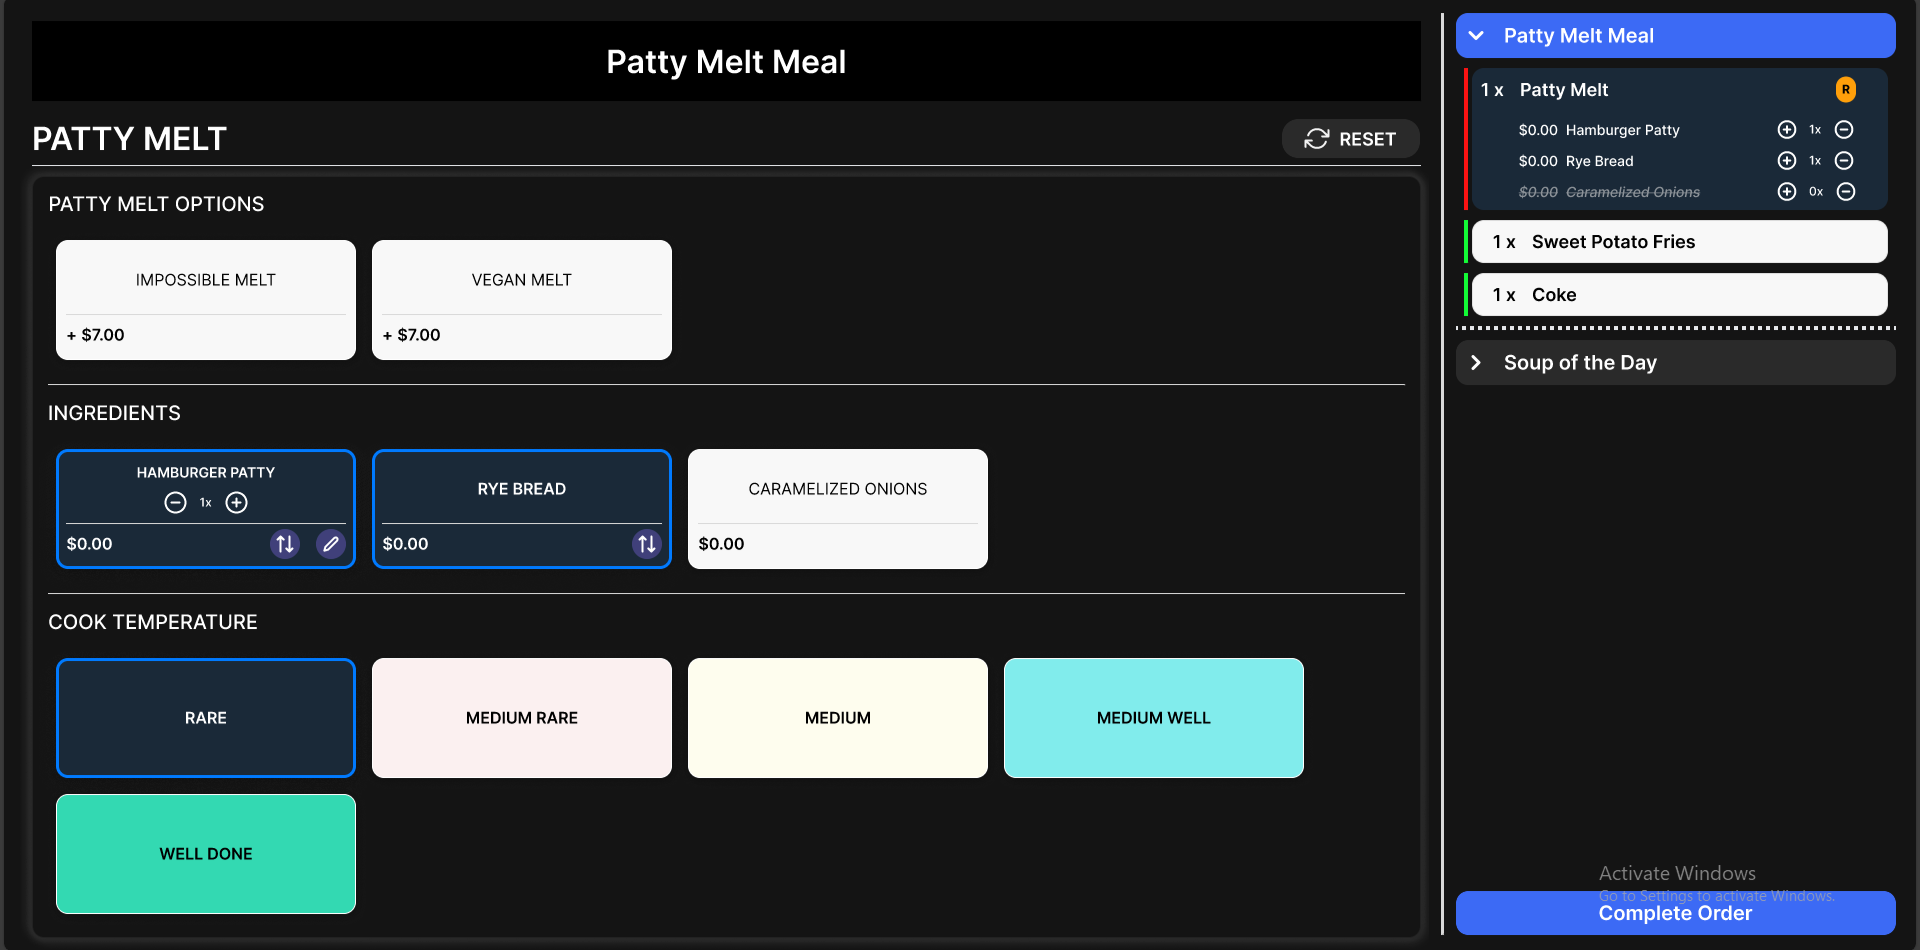 Patty Melt Meal
PATTY MELT
RESET
PATTY MELT OPTIONS
IMPOSSIBLE MELT
+ $7.00
VEGAN MELT
+ $7.00
INGREDIENTS
HAMBURGER PATTY
1x
$0.00
RYE BREAD
$0.00
CARAMELIZED ONIONS
$0.00
COOK TEMPERATURE
RARE
MEDIUM RARE
MEDIUM
MEDIUM WELL
WELL DONE
Patty Melt Meal
1 x Patty Melt R
$0.00 Hamburger Patty 1x
$0.00 Rye Bread 1x
$0.00 Caramelized Onions 0x
1 x Sweet Potato Fries
1 x Coke
Soup of the Day
Activate Windows
Go to Settings to activate Windows.
Complete Order